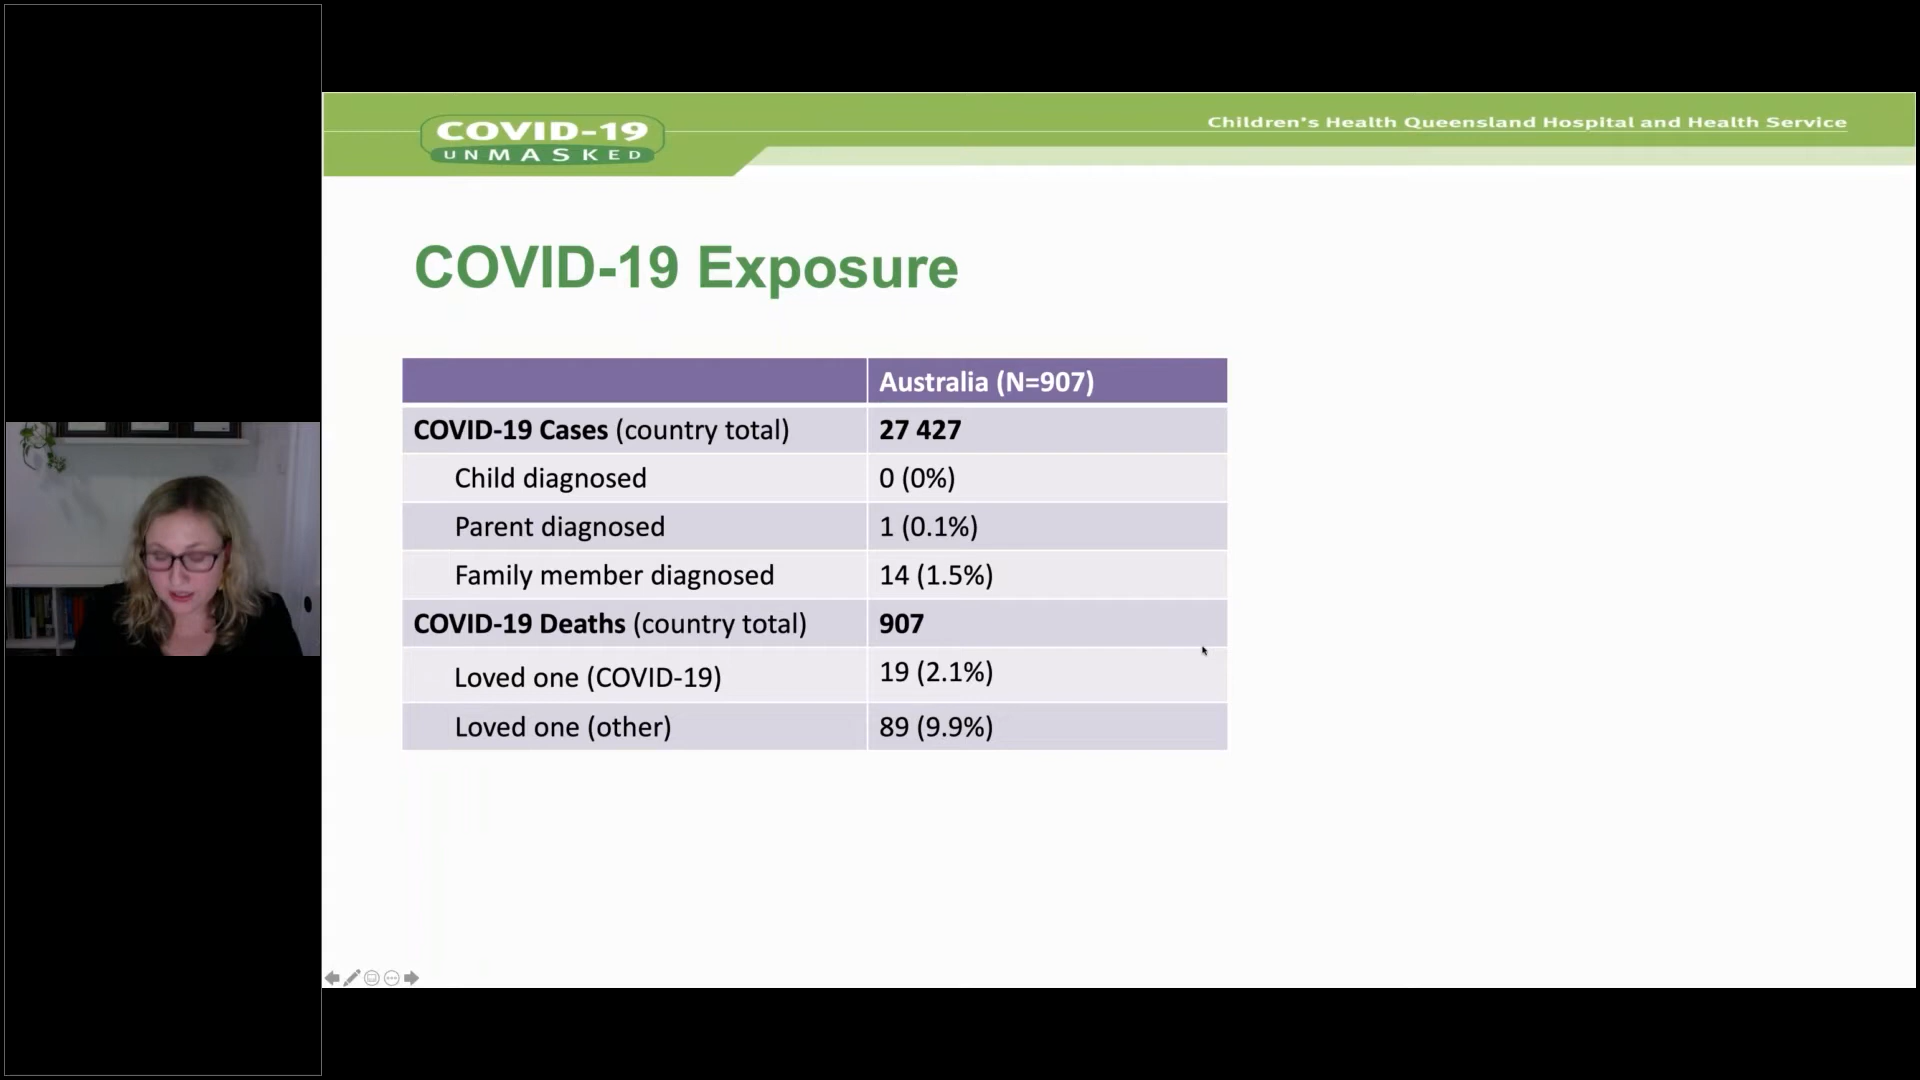 COVID-19
UNMASKED
Children's Health Queensland Hospital and Health Service
COVID-19 Exposure
Australia (N=907)
COVID-19 Cases (country total) 27 427
Child diagnosed 0 (0%)
Parent diagnosed 1 (0.1%)
Family member diagnosed 14 (1.5%)
COVID-19 Deaths (country total) 907
Loved one (COVID-19) 19 (2.1%)
Loved one (other) 89 (9.9%)